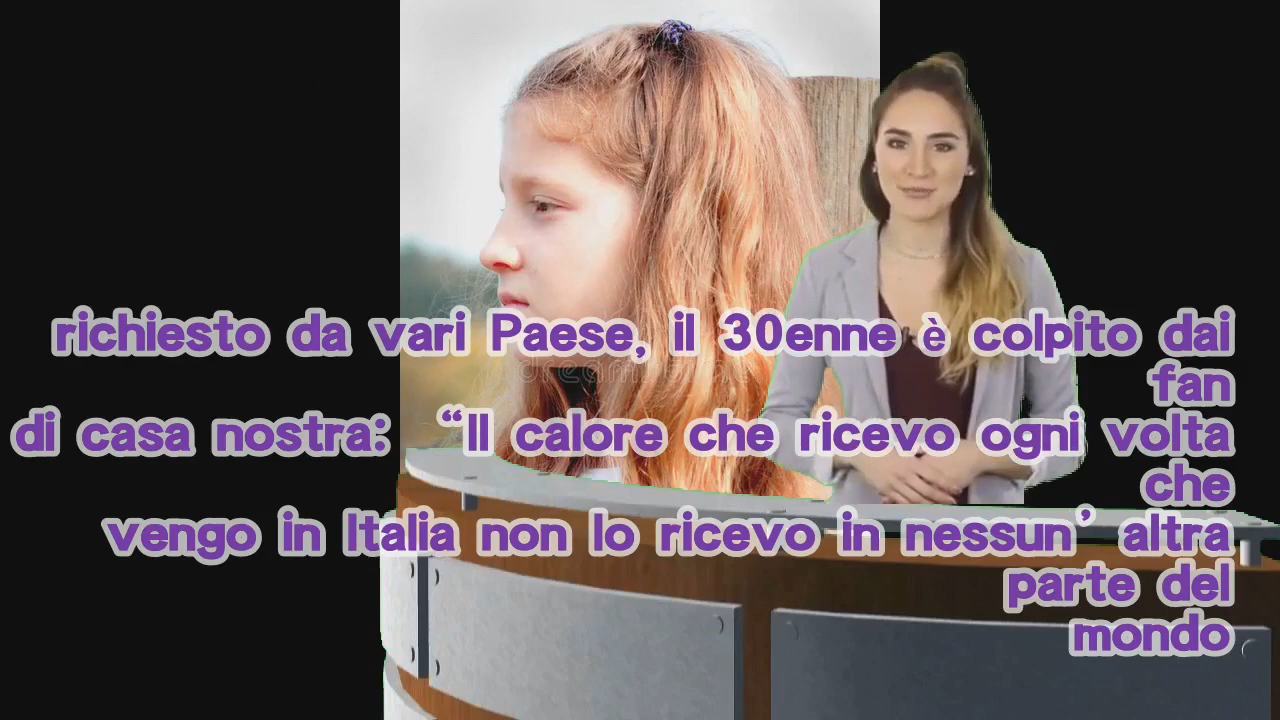 richiesto da vari Paese, il 30enne è colpito dai
fan
di casa nostra: “Il calore che ricevo ogni volta
che
vengo in Italia non lo ricevo in nessun’ altra
parte del
mondo